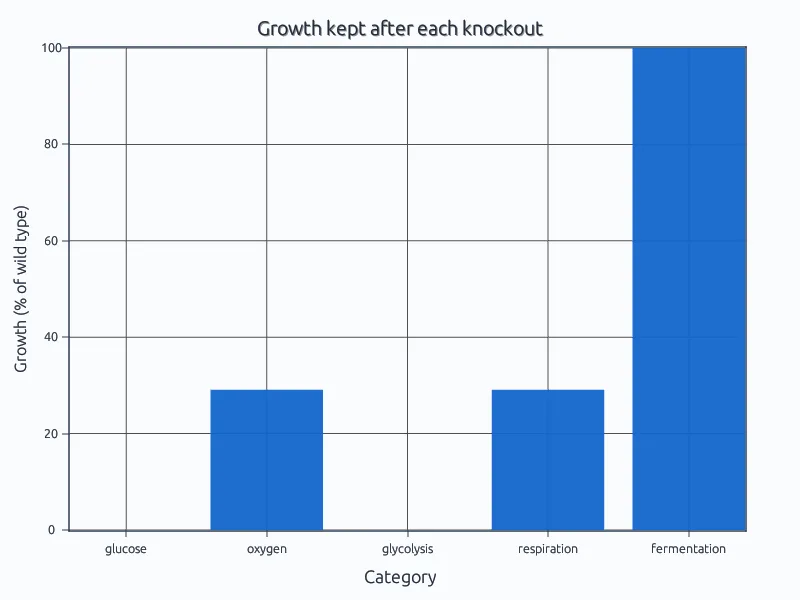 Growth kept after each knockout
Growth (% of wild type)
100
80
60
40
20
0
glucose oxygen glycolysis respiration fermentation
Category